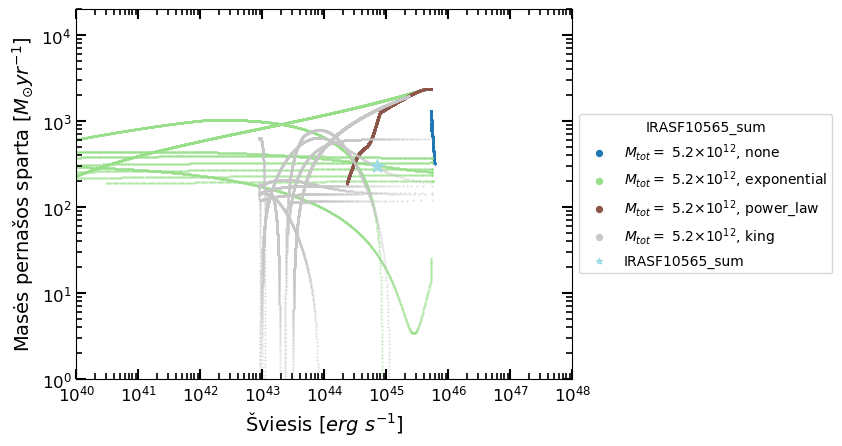 10⁴
10³
10²
10¹
10⁰
Masės pernašos sparta [M⊙yr⁻¹]
10⁴⁰ 10⁴¹ 10⁴² 10⁴³ 10⁴⁴ 10⁴⁵ 10⁴⁶ 10⁴⁷ 10⁴⁸
Šviesis [erg s⁻¹]
IRASF10565_sum
M_tot = 5.2×10¹², none
M_tot = 5.2×10¹², exponential
M_tot = 5.2×10¹², power_law
M_tot = 5.2×10¹², king
IRASF10565_sum